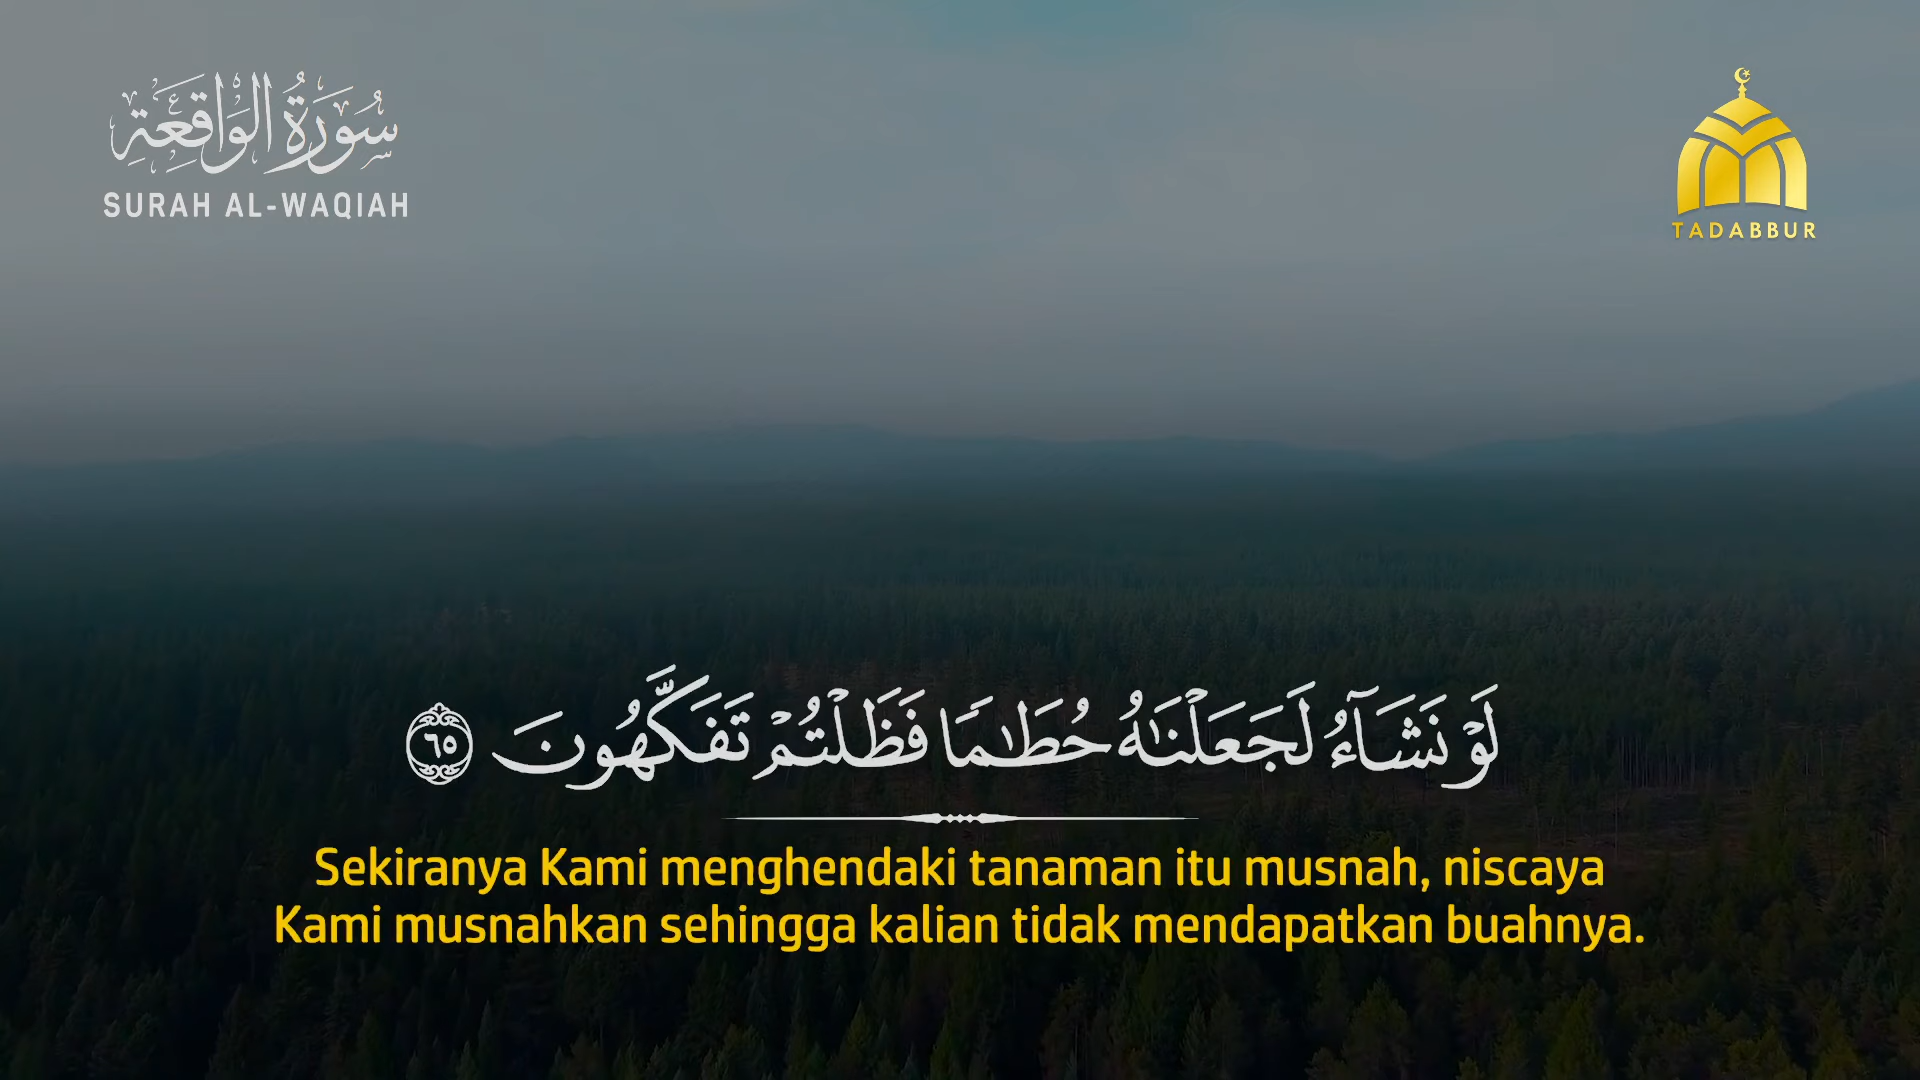 سُورَةُ الْوَاقِعَةِ
SURAH AL-WAQIAH
TADABBUR
لَوْ نَشَآءُ لَجَعَلْنَٰهُ حُطَٰمًا فَظَلْتُمْ تَفَكَّهُونَ ٦٥
Sekiranya Kami menghendaki tanaman itu musnah, niscaya
Kami musnahkan sehingga kalian tidak mendapatkan buahnya.